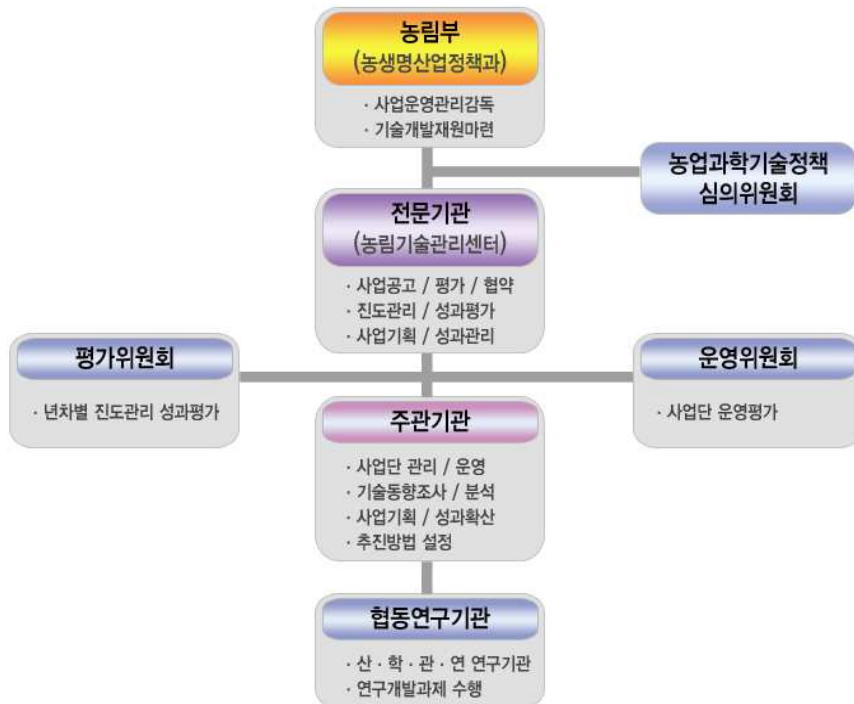 농림부
(농생명산업정책과)
· 사업운영관리감독
· 기술개발재원마련
농업과학기술정책
심의위원회
전문기관
(농림기술관리센터)
· 사업공고 / 평가 / 협약
· 진도관리 / 성과평가
· 사업기획 / 성과관리
평가위원회
· 년차별 진도관리 성과평가
운영위원회
· 사업단 운영평가
주관기관
· 사업단 관리 / 운영
· 기술동향조사 / 분석
· 사업기획 / 성과확산
· 추진방법 설정
협동연구기관
· 산 · 학 · 관 · 연 연구기관
· 연구개발과제 수행